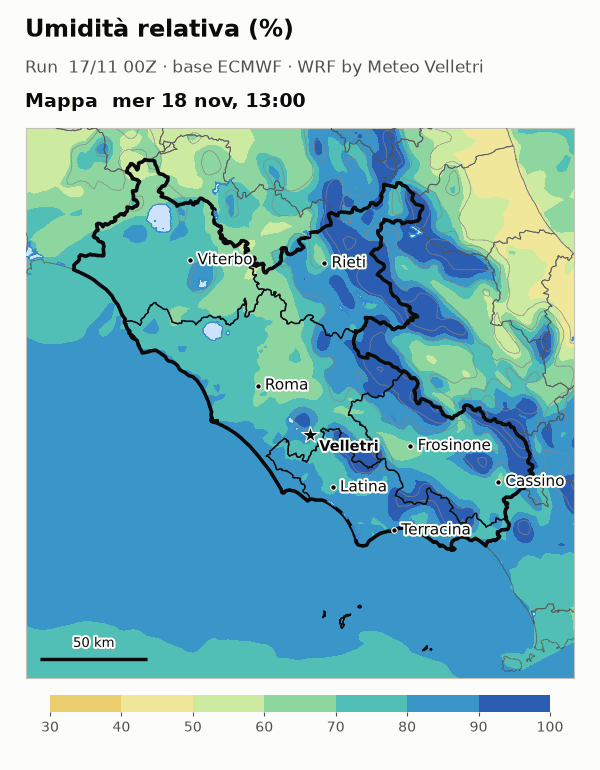 Umidità relativa (%)
Run  17/11 00Z · base ECMWF · WRF by Meteo Velletri
Mappa  mer 18 nov, 13:00
Viterbo
Rieti
Roma
Velletri
Frosinone
Cassino
Latina
Terracina
50 km
30 40 50 60 70 80 90 100